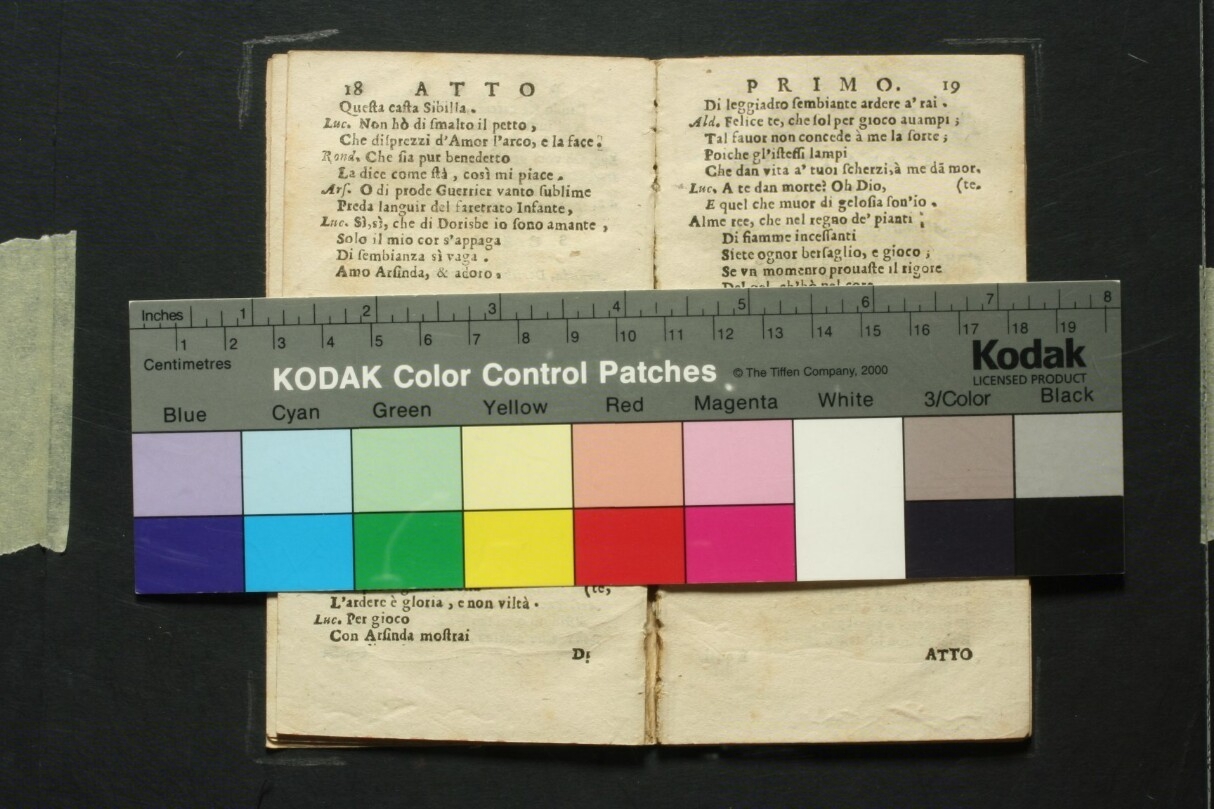 18 ATTO
Queſta caſta Sibilla.
Luc. Non hò di ſmalto il petto,
Che diſprezzi d'Amor l'arco, e la face?
Rond. Che ſia pur benedetto
La dice come ſtà, così mi piace.
Arſ. O di prode Guerrier vanto ſublime
Preda languir del faretrato Infante,
Luc. Sì,sì, che di Dorisbe io ſono amante,
Solo il mio cor s'appaga
Di ſembianza sì vaga.
Amo Arſinda, & adoro.
(te,
L'ardere è gloria, e non viltà.
Luc. Per gioco
Con Arſinda moſtrai
Di
PRIMO. 19
Di leggiadro ſembiante ardere a' rai.
Ald. Felice te, che ſol per gioco auampi;
Tal fauor non concede à me la ſorte;
Poiche gl'iſteſſi lampi
Che dan vita a' tuoi ſcherzi,à me dā mor.
Luc. A te dan morte? Oh Dio, (te.
E quel che muor di geloſia ſon'io.
Alme ree, che nel regno de' pianti
Di fiamme inceſſanti
Siete ognor berſaglio, e gioco;
Se vn momento prouaſte il rigore
Del gel, ch'hò nel core
ATTO
Inches 1 2 3 4 5 6 7 8
1 2 3 4 5 6 7 8 9 10 11 12 13 14 15 16 17 18 19
Centimetres
KODAK Color Control Patches © The Tiffen Company, 2000
Kodak
LICENSED PRODUCT
Blue Cyan Green Yellow Red Magenta White 3/Color Black